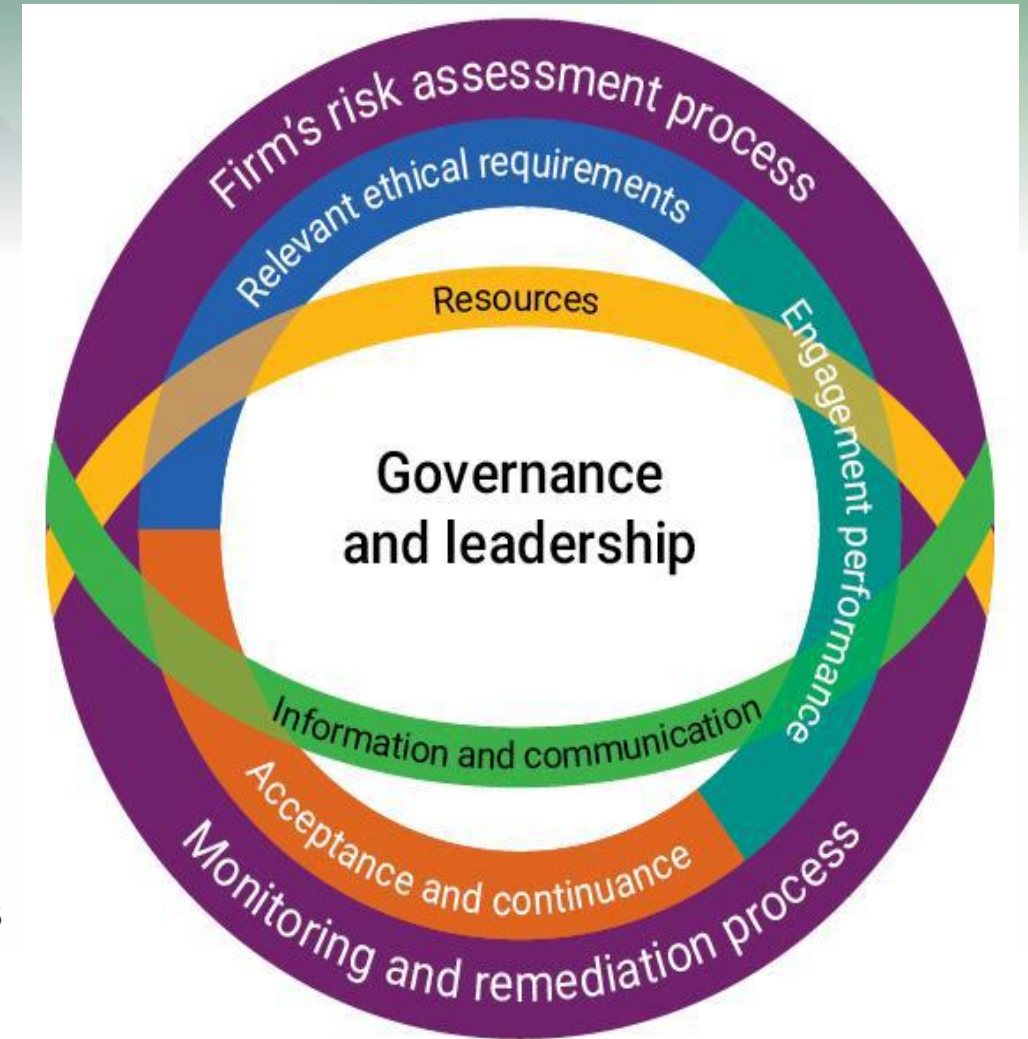 Firm's risk assessment process
Relevant ethical requirements
Resources
Engagement performance
Governance
and leadership
Information and communication
Acceptance and continuance
Monitoring and remediation process